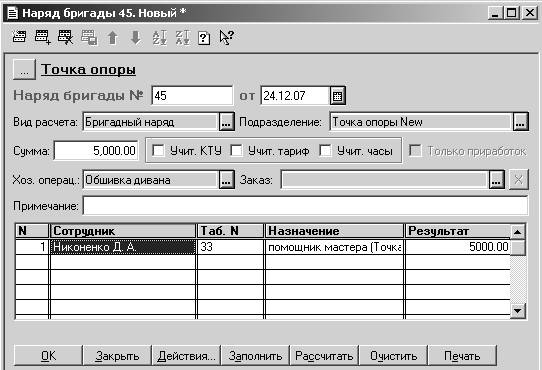 Наряд бригады 45. Новый *
... Точка опоры
Наряд бригады № 45 от 24.12.07
Вид расчета: Бригадный наряд ... Подразделение: Точка опоры New ...
Сумма: 5,000.00 Учит. КТУ Учит. тариф Учит. часы Только приработок
Хоз. операц.: Обшивка дивана ... Заказ: ... X
Примечание:
N Сотрудник Таб. N Назначение Результат
1 Никоненко Д. А. 33 помощник мастера (Точка 5000.00
OK Закрыть Действия... Заполнить Рассчитать Очистить Печать